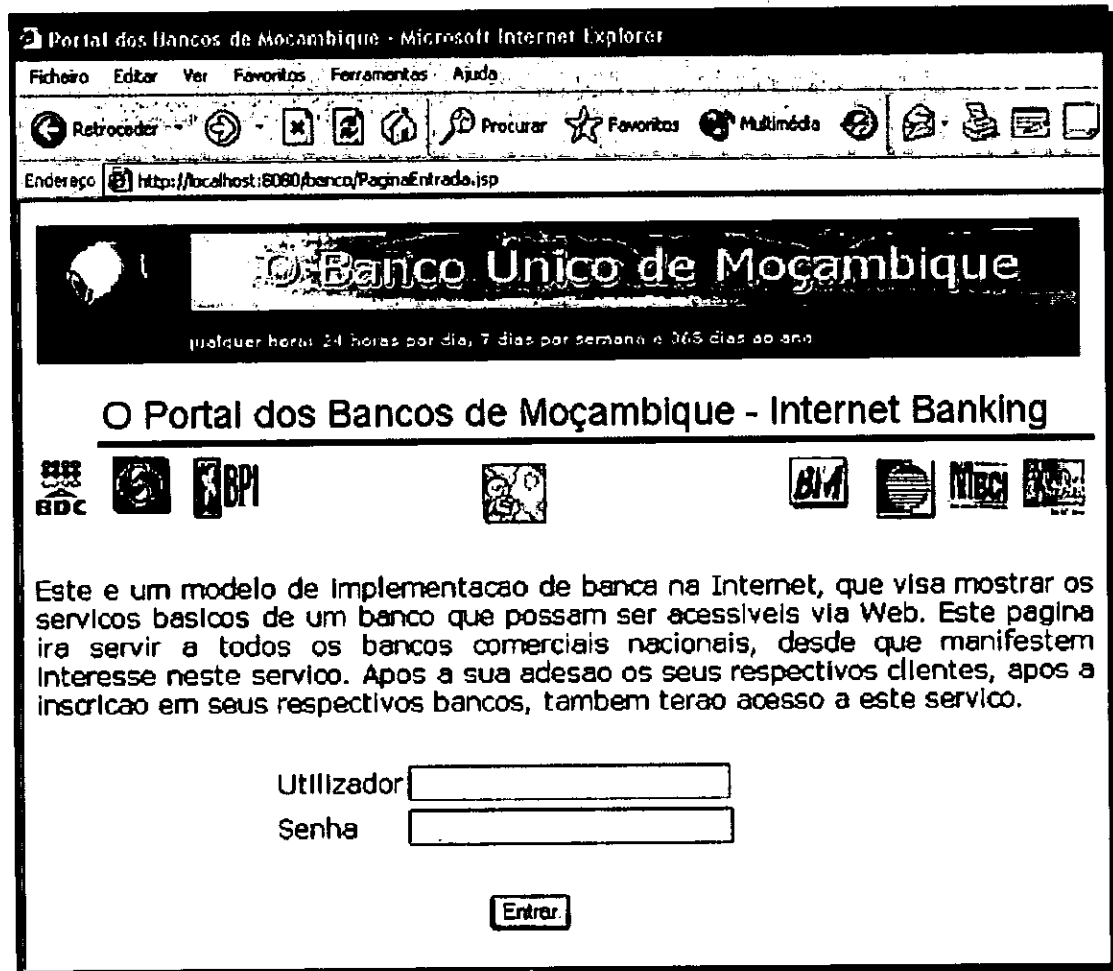 Portal dos Bancos de Mocambique - Microsoft Internet Explorer
Ficheiro Editar Ver Favoritos Ferramentas Ajuda
Retroceder Procurar Favoritos Multimédia
Endereço http://localhost:8080/banco/PaginaEntrada.jsp
O Banco Único de Moçambique
qualquer hora: 24 horas por dia, 7 dias por semana e 365 dias ao ano
O Portal dos Bancos de Moçambique - Internet Banking
BDC BPI BM
Este e um modelo de implementacao de banca na Internet, que visa mostrar os
servicos basicos de um banco que possam ser acessiveis via Web. Este pagina
ira servir a todos os bancos comerciais nacionais, desde que manifestem
interesse neste servico. Apos a sua adesao os seus respectivos clientes, apos a
inscricao em seus respectivos bancos, tambem terao acesso a este servico.
Utilizador
Senha
Entrar